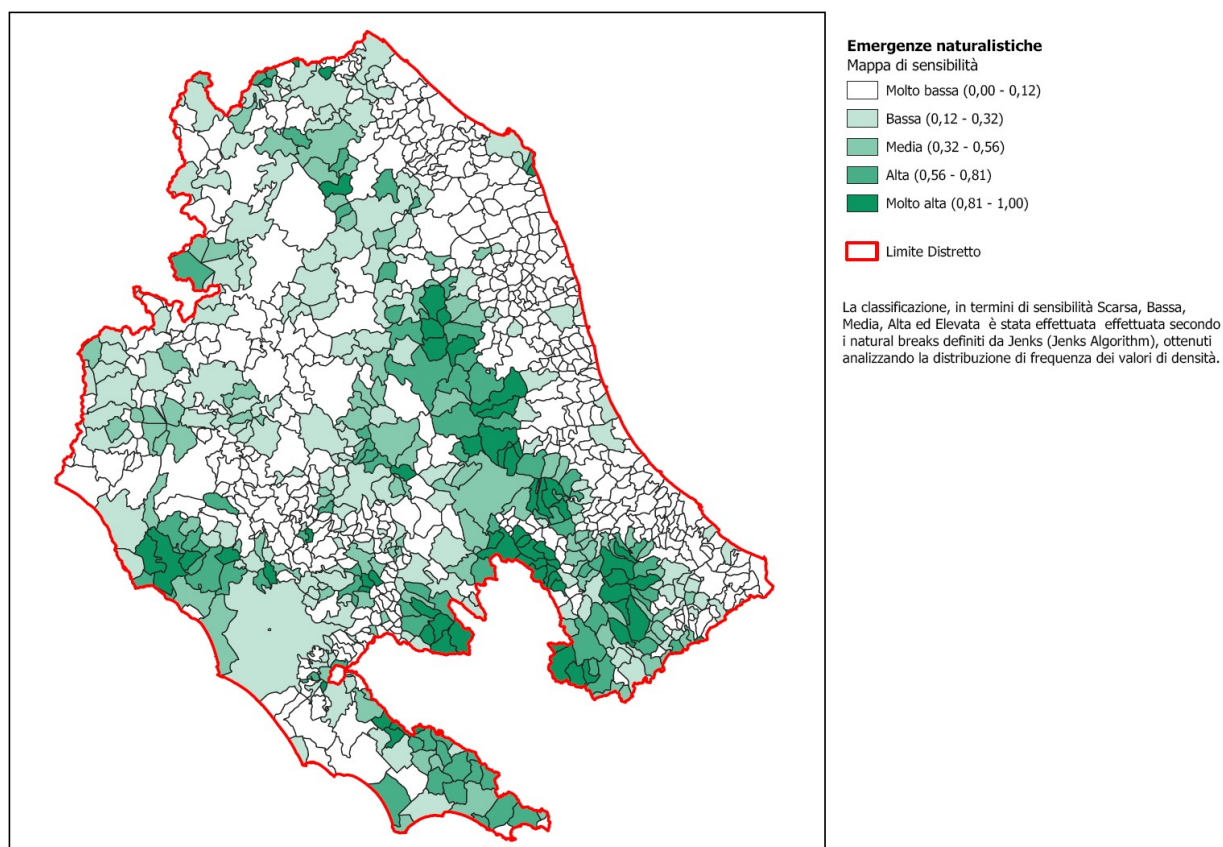 Emergenze naturalistiche
Mappa di sensibilità
Molto bassa (0,00 - 0,12)
Bassa (0,12 - 0,32)
Media (0,32 - 0,56)
Alta (0,56 - 0,81)
Molto alta (0,81 - 1,00)
Limite Distretto
La classificazione, in termini di sensibilità Scarsa, Bassa,
Media, Alta ed Elevata è stata effettuata effettuata secondo
i natural breaks definiti da Jenks (Jenks Algorithm), ottenuti
analizzando la distribuzione di frequenza dei valori di densità.